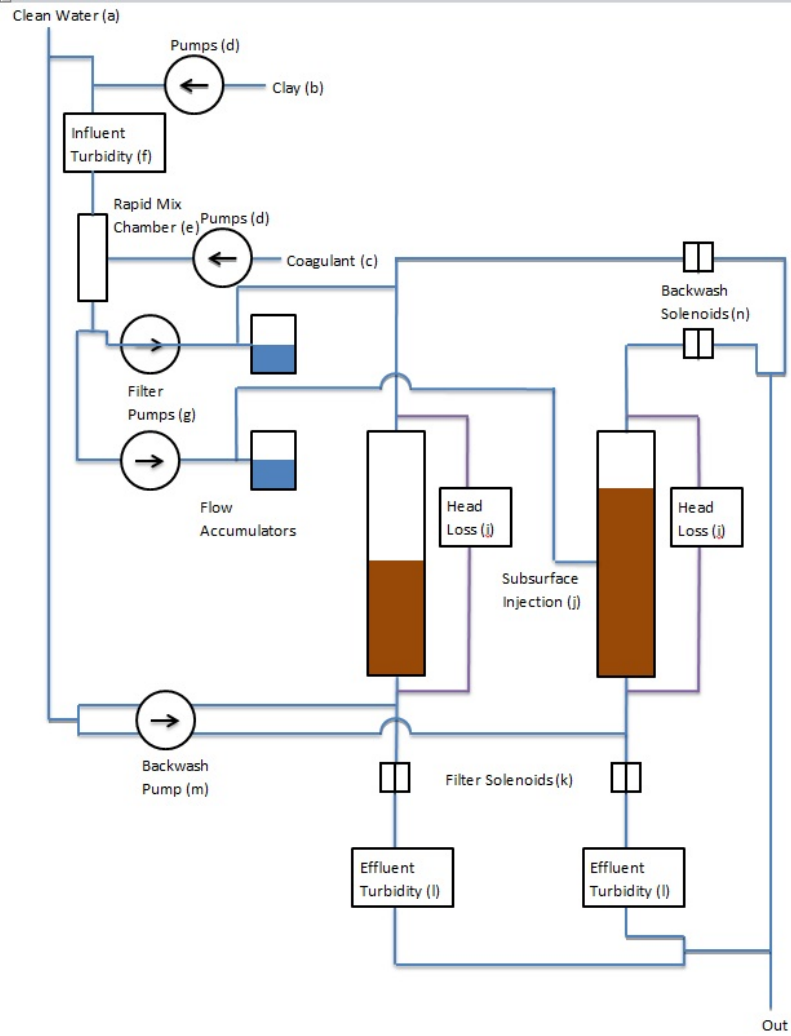 Clean Water (a)
Pumps (d)
Clay (b)
Influent
Turbidity (f)
Rapid Mix
Chamber (e)
Pumps (d)
Coagulant (c)
Backwash
Solenoids (n)
Filter
Pumps (g)
Flow
Accumulators
Head
Loss (i)
Head
Loss (i)
Subsurface
Injection (j)
Backwash
Pump (m)
Filter Solenoids (k)
Effluent
Turbidity (l)
Effluent
Turbidity (l)
Out